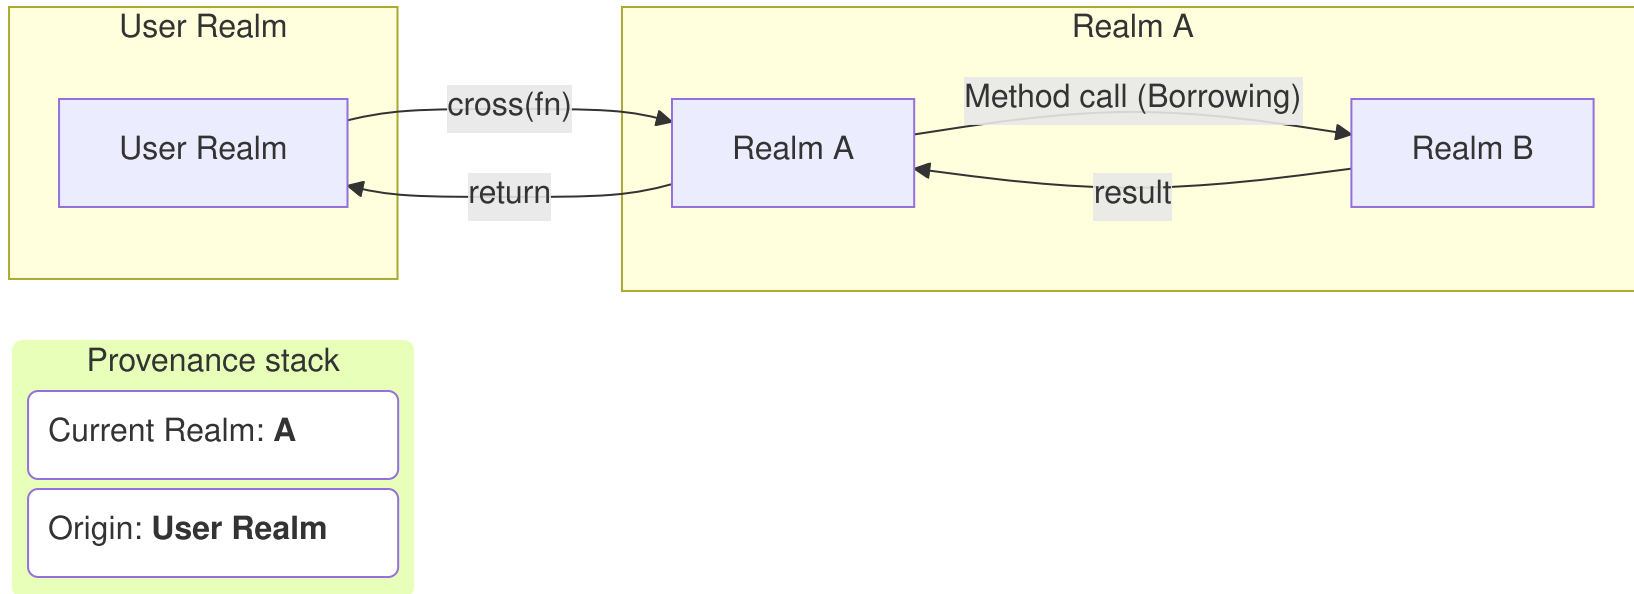 User Realm
User Realm
cross(fn)
return
Realm A
Realm A
Method call (Borrowing)
result
Realm B
Provenance stack
Current Realm: A
Origin: User Realm